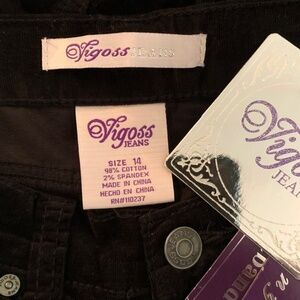 Vigoss JEANS
Vigoss
JEANS
SIZE 14
98% COTTON
2% SPANDEX
MADE IN CHINA
HECHO EN CHINA
RN#110237
Vigoss
JEANS